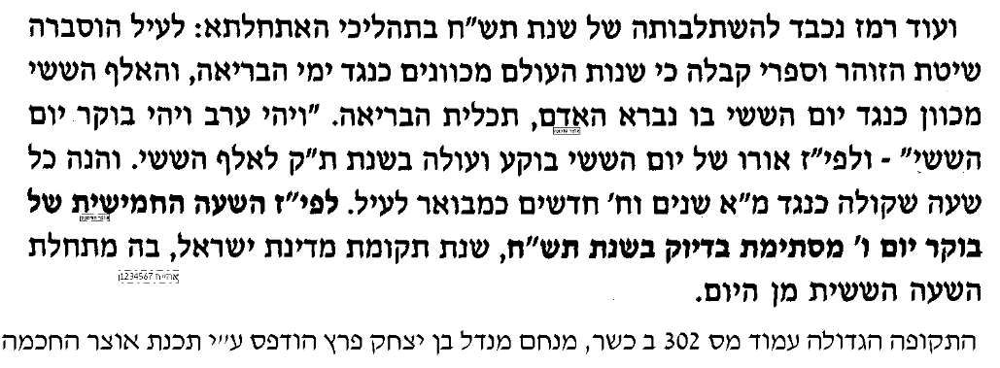 ועוד רמז נכבד להשתלבותה של שנת תש"ח בתהליכי האתחלתא: לעיל הוסברה
שיטת הזוהר וספרי קבלה כי שנות העולם מכוונים כנגד ימי הבריאה, והאלף הששי
מכוון כנגד יום הששי בו נברא האדם, תכלית הבריאה. "ויהי ערב ויהי בוקר יום
הששי" - ולפי"ז אורו של יום הששי בוקע ועולה בשנת ת"ק לאלף הששי. והנה כל
שעה שקולה כנגד מ"א שנים וח' חדשים כמבואר לעיל. לפי"ז השעה החמישית של
בוקר יום ו' מסתימת בדיוק בשנת תש"ח, שנת תקומת מדינת ישראל, בה מתחלת
אח"ח 1234567
השעה הששית מן היום.
התקופה הגדולה עמוד מס 302 ב כשר, מנחם מנדל בן יצחק פרץ הודפס ע״י תכנת אוצר החכמה